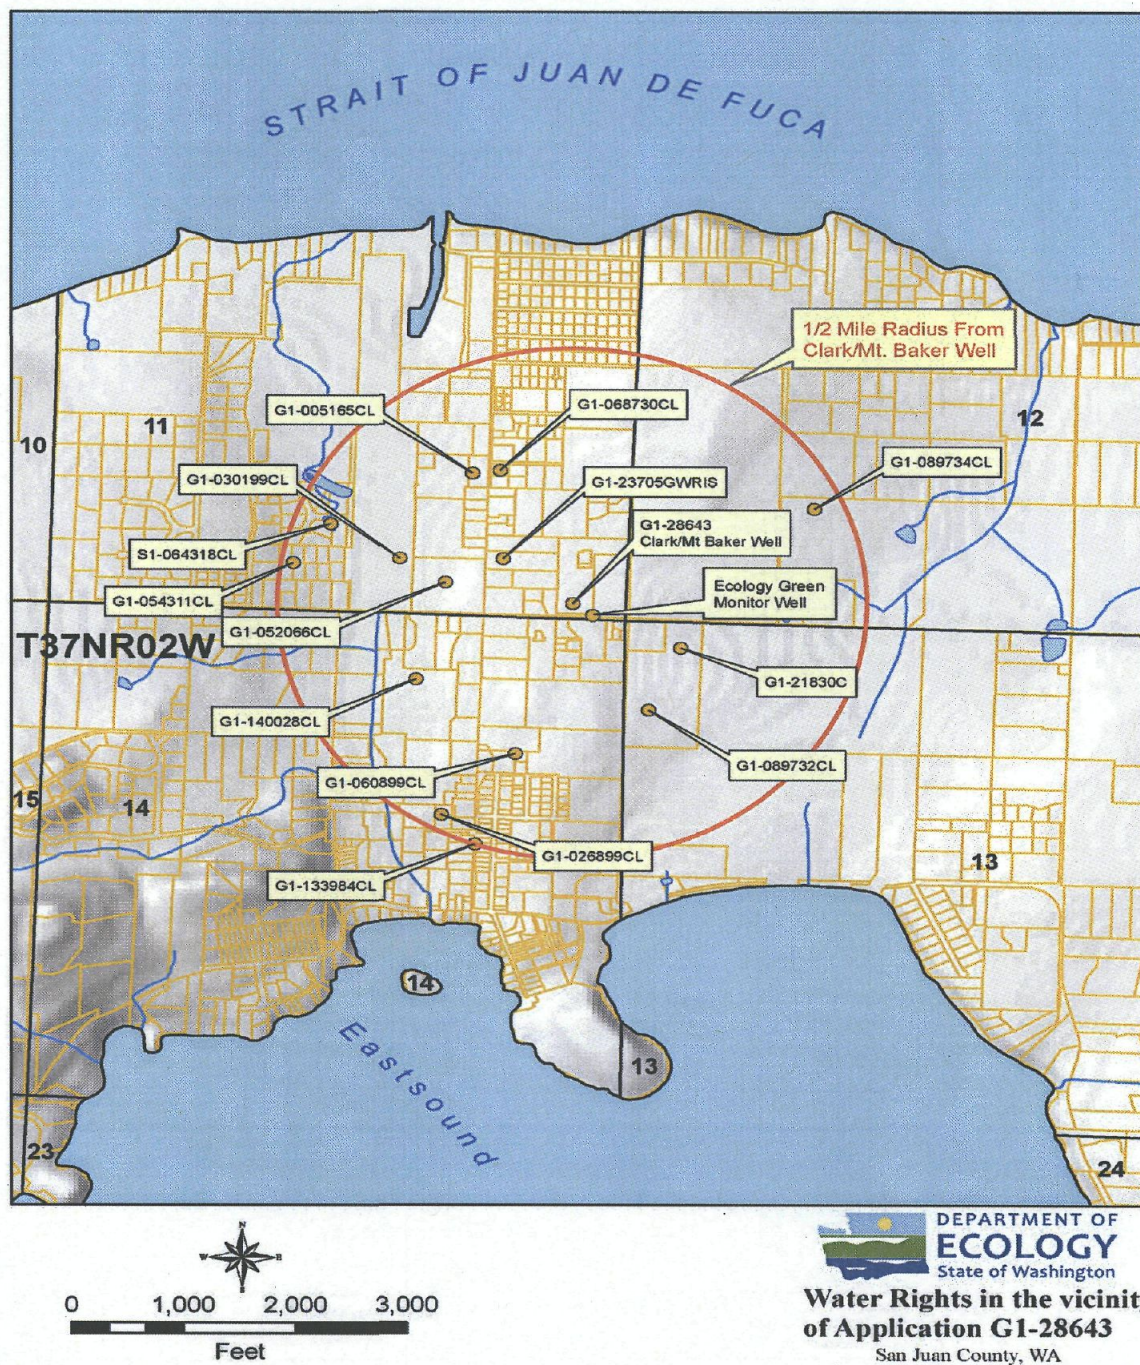 STRAIT OF JUAN DE FUCA
1/2 Mile Radius From
Clark/Mt. Baker Well
G1-005165CL
G1-068730CL
11
12
10
G1-030199CL
G1-23705GWRIS
G1-089734CL
G1-28643
Clark/Mt Baker Well
S1-064318CL
Ecology Green
Monitor Well
G1-054311CL
G1-052066CL
T37NR02W
G1-21830C
G1-140028CL
G1-089732CL
G1-060899CL
15
14
G1-026899CL
13
G1-133984CL
14
Eastsound
13
23
24
N
W
E
S
0 1,000 2,000 3,000
Feet
DEPARTMENT OF
ECOLOGY
State of Washington
Water Rights in the vicinit
of Application G1-28643
San Juan County, WA